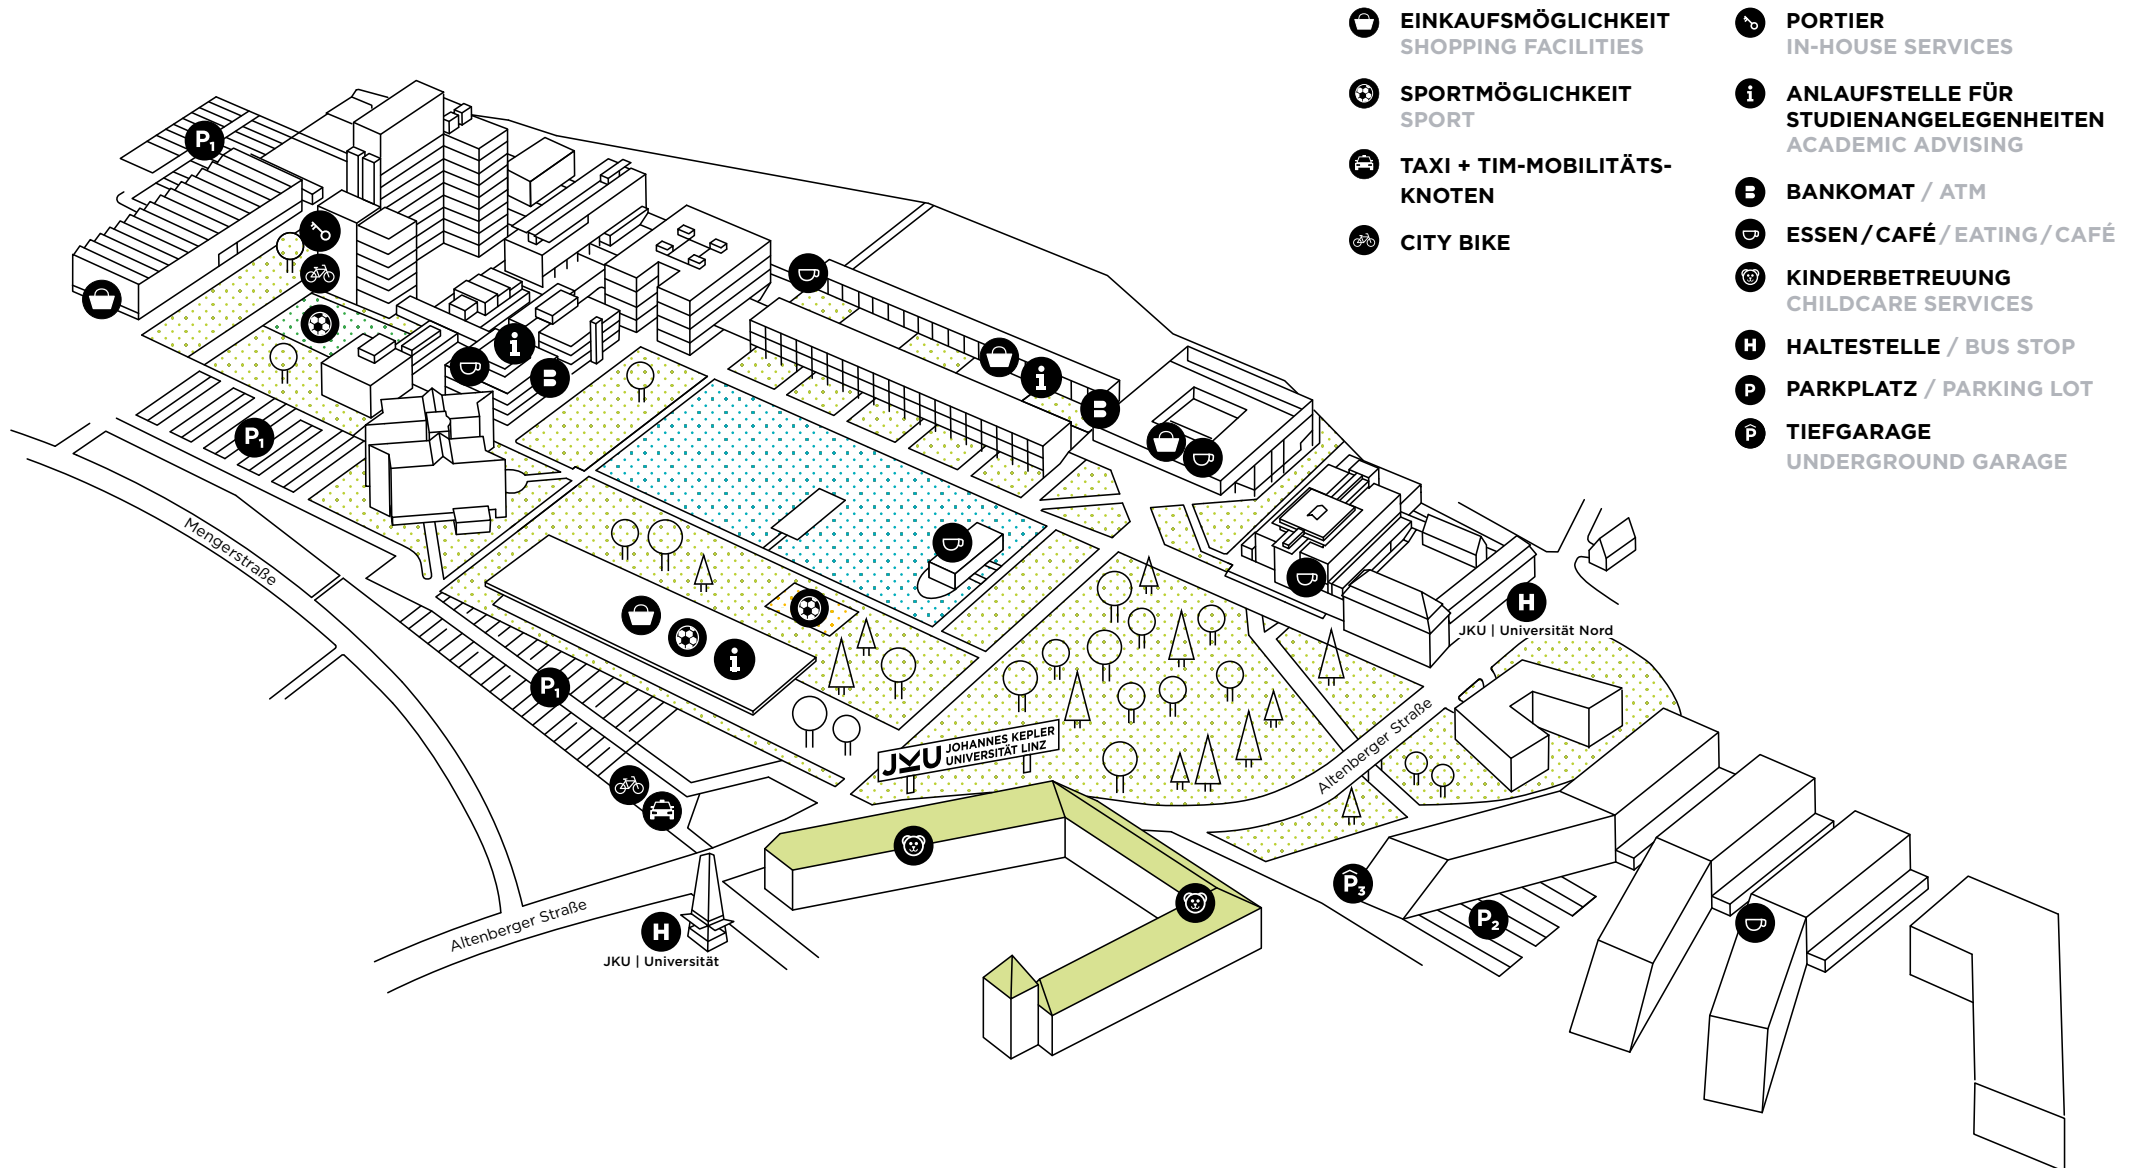 EINKAUFSMÖGLICHKEIT
SHOPPING FACILITIES
SPORTMÖGLICHKEIT
SPORT
TAXI + TIM-MOBILITÄTS-
KNOTEN
CITY BIKE
PORTIER
IN-HOUSE SERVICES
i
ANLAUFSTELLE FÜR
STUDIENANGELEGENHEITEN
ACADEMIC ADVISING
B
BANKOMAT / ATM
ESSEN / CAFÉ / EATING / CAFÉ
KINDERBETREUUNG
CHILDCARE SERVICES
H
HALTESTELLE / BUS STOP
P
PARKPLATZ / PARKING LOT
P
TIEFGARAGE
UNDERGROUND GARAGE
P1
i
B
i
B
P1
Mengerstraße
i
P1
H
JKU | Universität Nord
JKU JOHANNES KEPLER
UNIVERSITÄT LINZ
Altenberger Straße
P3
P2
Altenberger Straße
H
JKU | Universität